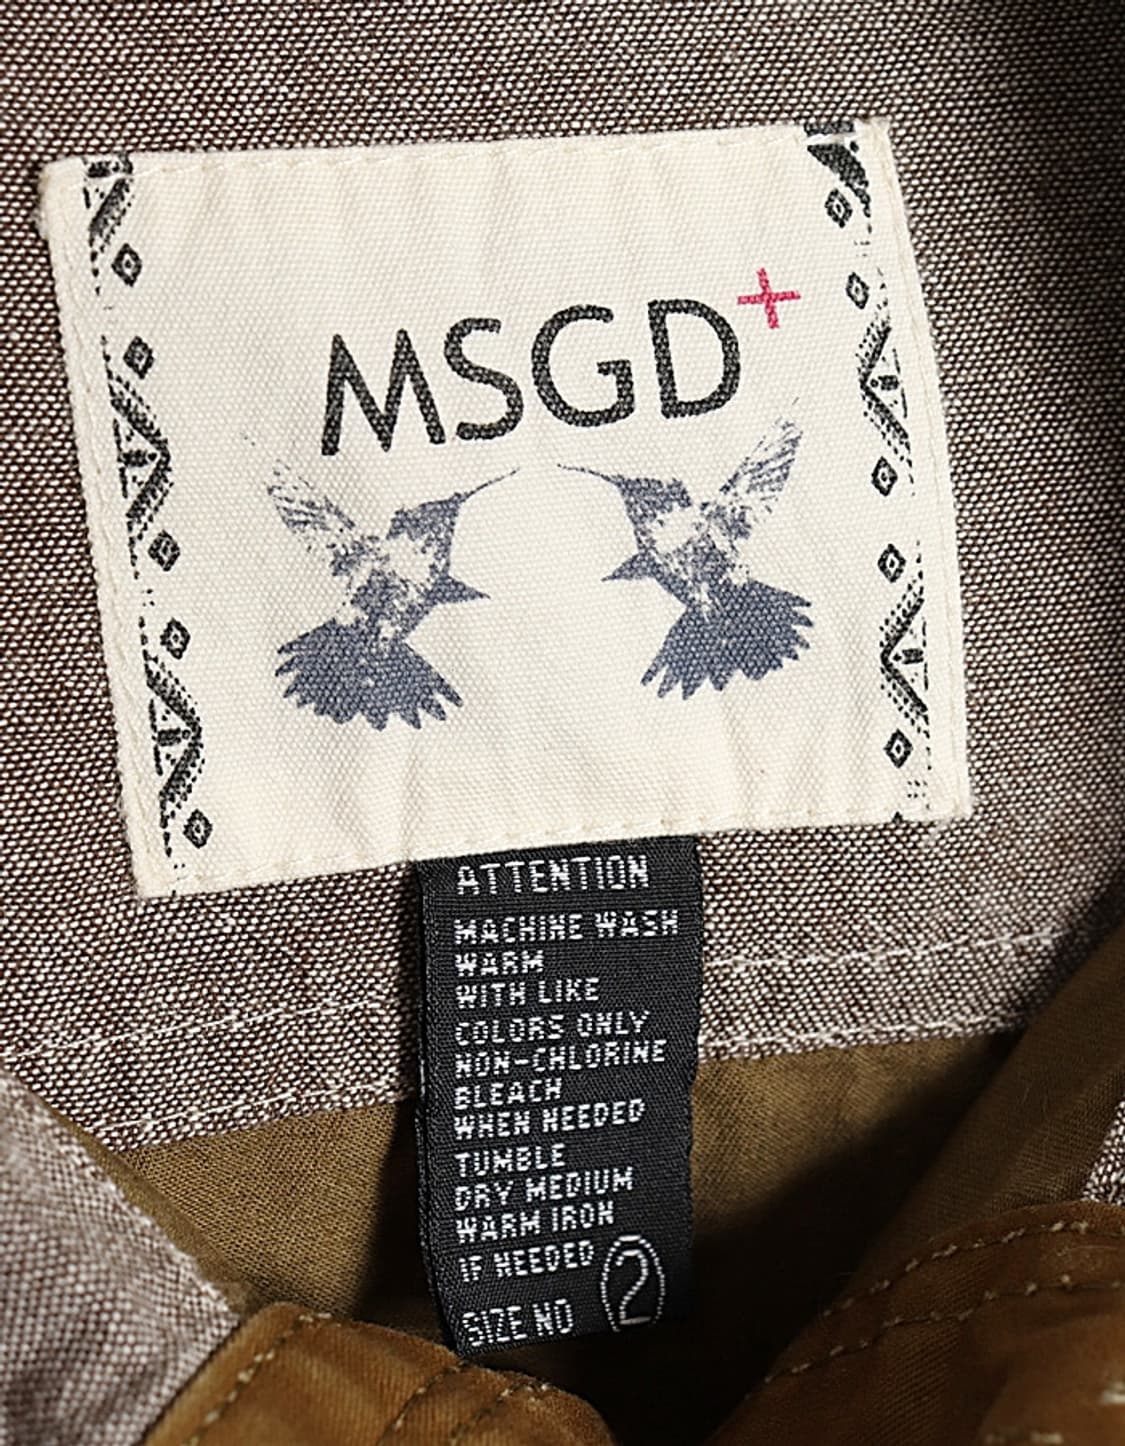 MSGD+
ATTENTION
MACHINE WASH
WARM
WITH LIKE
COLORS ONLY
NON-CHLORINE
BLEACH
WHEN NEEDED
TUMBLE
DRY MEDIUM
WARM IRON
IF NEEDED
SIZE NO 2